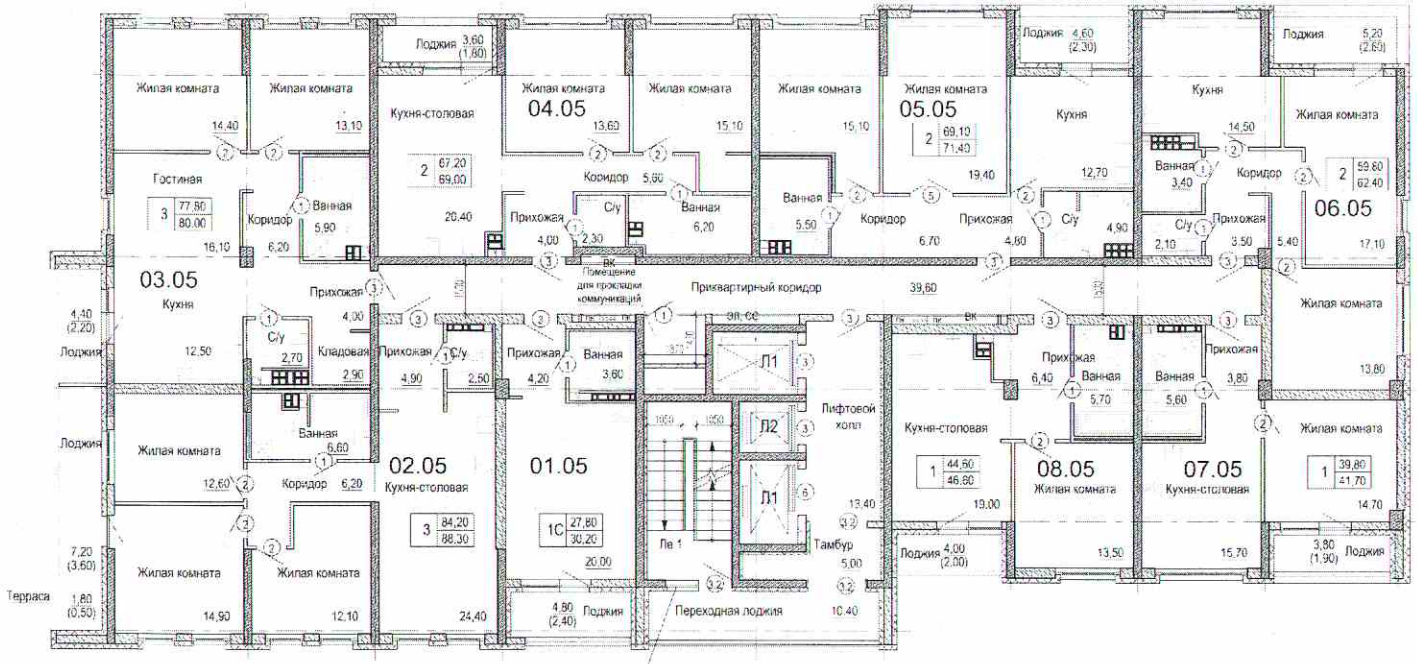 Лоджия 3,60
(1,80)
Лоджия 4,60
(2,30)
Лоджия 5,20
(2,60)
Жилая комната
14,40
Жилая комната
13,10
Кухня-столовая
2 67,20
69,00
20,40
Жилая комната
04.05
13,60
Жилая комната
15,10
Жилая комната
15,10
Жилая комната
05.05
2 69,10
71,40
19,40
Кухня
12,70
Кухня
14,50
Жилая комната
2 59,60
62,40
06.05
17,10
Гостиная
3 77,80
80,00
16,10
Коридор
6,20
Ванная
5,90
Коридор
5,60
Прихожая
4,00
С/у
2,30
Ванная
6,20
Ванная
5,50
Коридор
6,70
Прихожая
4,80
С/у
4,90
Ванная
3,40
Коридор
С/у
2,10
Прихожая
3,50
5,40
03.05
Кухня
12,50
Прихожая
4,00
4,40
(2,20)
Лоджия
С/у
2,70
Кладовая
2,90
ВК
Помещение
для прокладки
коммуникаций
Приквартирный коридор
39,60
1500
1500
ЭЛ, СС
ВК
Жилая комната
13,80
Прихожая
4,90
С/у
2,50
Прихожая
4,20
Ванная
3,60
Л1
Л2
Л1
Лифтовой
холл
13,40
Прихожая
6,40
Ванная
5,70
Ванная
5,60
Прихожая
3,80
Лоджия
Жилая комната
12,60
Ванная
6,60
Коридор
6,20
02.05
Кухня-столовая
3 84,20
88,30
24,40
01.05
1С 27,80
30,20
20,00
1050
1050
Ле 1
Кухня-столовая
1 44,60
46,60
19,00
08.05
Жилая комната
13,50
07.05
Кухня-столовая
15,70
Жилая комната
1 39,80
41,70
14,70
7,20
(3,60)
Терраса
1,80
(0,50)
Жилая комната
14,90
Жилая комната
12,10
4,80
(2,40)
Лоджия
Тамбур
5,00
Переходная лоджия
10,40
Лоджия 4,00
(2,00)
3,80
(1,90)
Лоджия